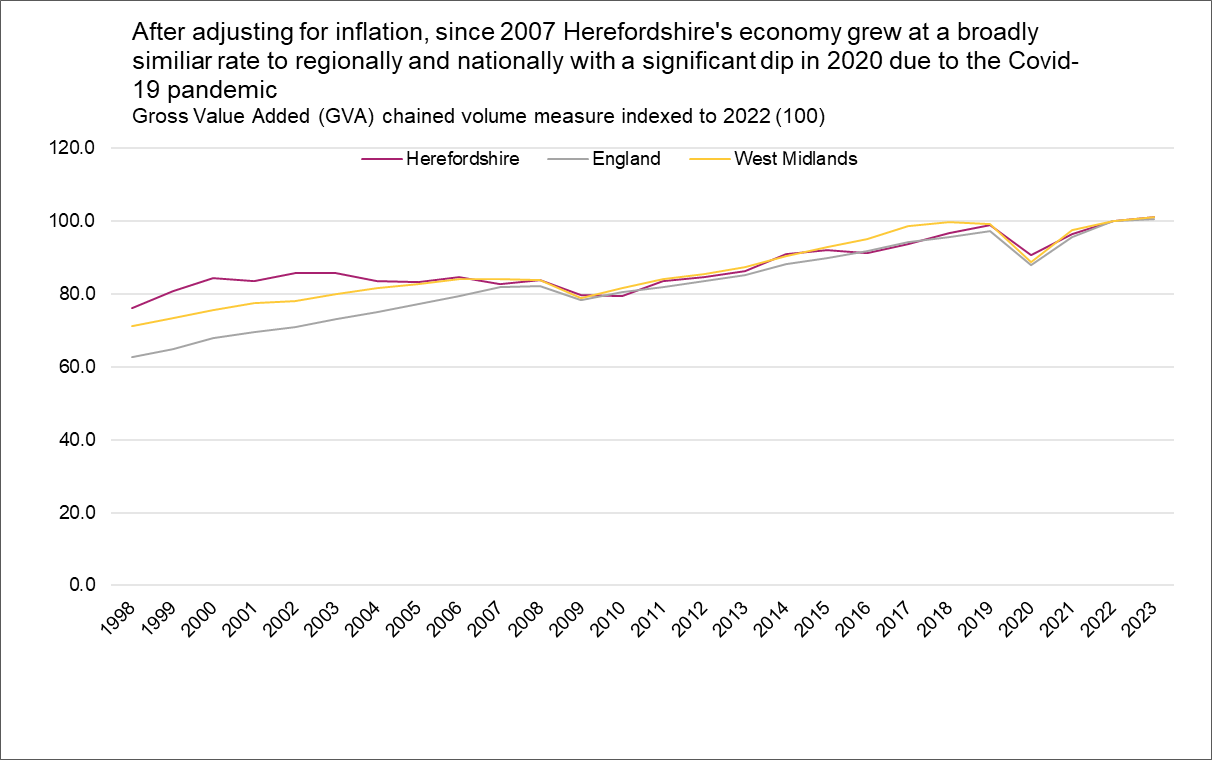 After adjusting for inflation, since 2007 Herefordshire's economy grew at a broadly
similiar rate to regionally and nationally with a significant dip in 2020 due to the Covid-
19 pandemic
Gross Value Added (GVA) chained volume measure indexed to 2022 (100)
120.0
Herefordshire England West Midlands
100.0
80.0
60.0
40.0
20.0
0.0
1998 1999 2000 2001 2002 2003 2004 2005 2006 2007 2008 2009 2010 2011 2012 2013 2014 2015 2016 2017 2018 2019 2020 2021 2022 2023